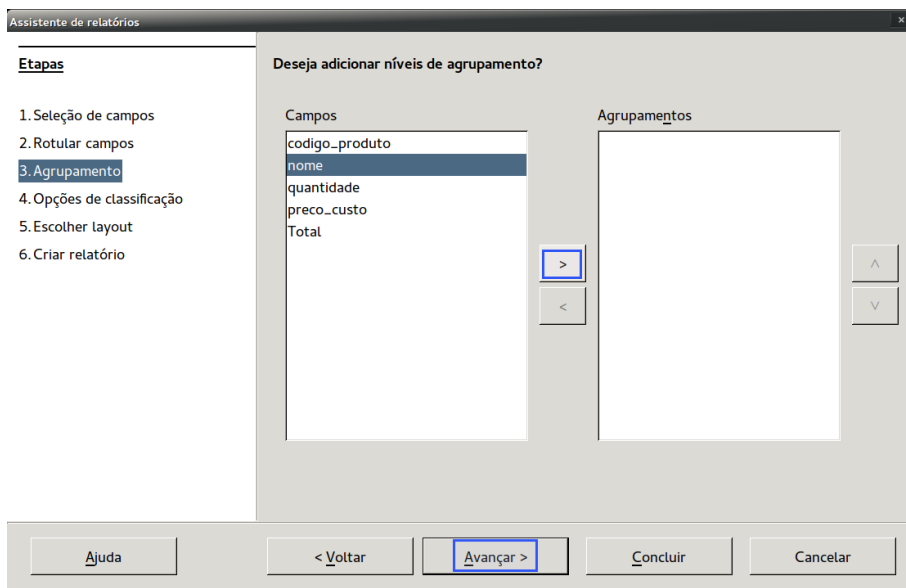 Assistente de relatórios
×
Etapas
1. Seleção de campos
2. Rotular campos
3. Agrupamento
4. Opções de classificação
5. Escolher layout
6. Criar relatório
Deseja adicionar níveis de agrupamento?
Campos
codigo_produto
nome
quantidade
preco_custo
Total
>
<
Agrupamentos
^
v
Ajuda
< Voltar
Avançar >
Concluir
Cancelar